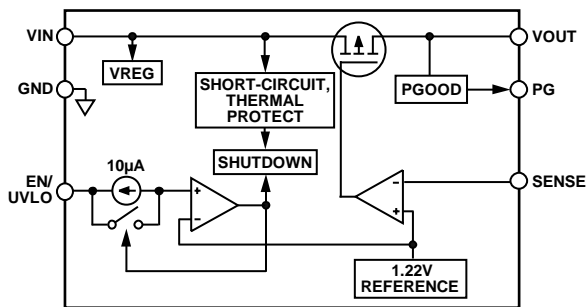 VIN
VOUT
VREG
GND
SHORT-CIRCUIT,
THERMAL
PROTECT
PGOOD
PG
SHUTDOWN
10µA
EN/
UVLO
SENSE
+
−
−
+
1.22V
REFERENCE